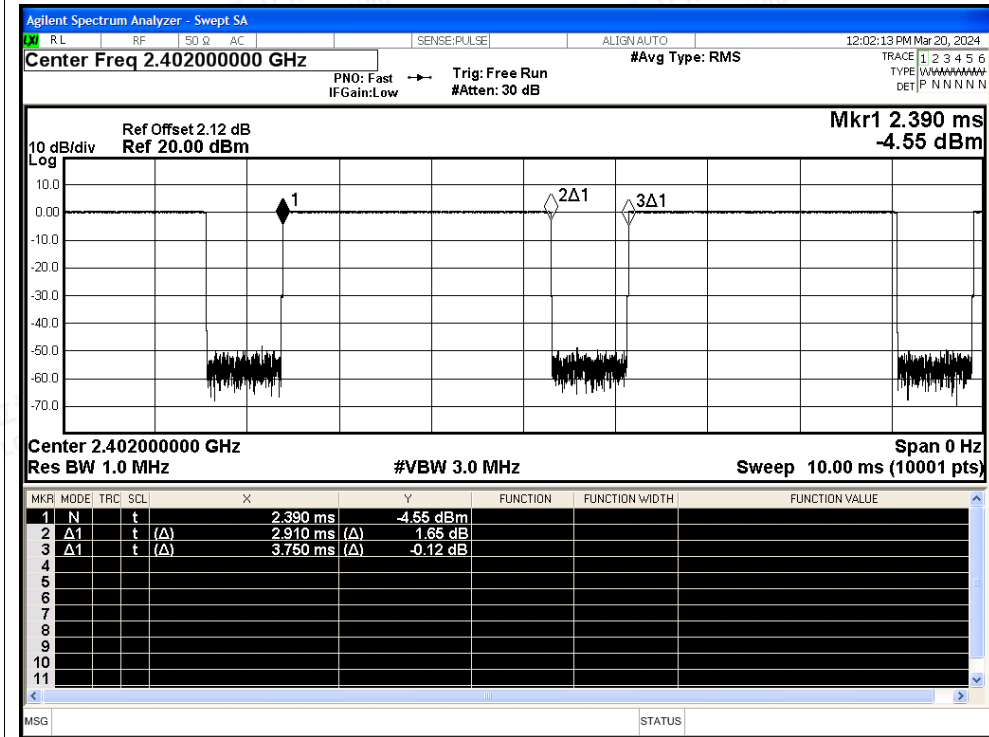 Agilent Spectrum Analyzer - Swept SA
LXI RL RF 50 Ω AC SENSE:PULSE ALIGN AUTO 12:02:13 PM Mar 20, 2024
Center Freq 2.402000000 GHz #Avg Type: RMS TRACE 1 2 3 4 5 6
PNO: Fast Trig: Free Run TYPE WWWWWW
IFGain:Low #Atten: 30 dB DET P N N N N N
Mkr1 2.390 ms
Ref Offset 2.12 dB
10 dB/div Ref 20.00 dBm -4.55 dBm
Log
10.0
1 2Δ1 3Δ1
0.00
-10.0
-20.0
-30.0
-40.0
-50.0
-60.0
-70.0
Center 2.402000000 GHz Span 0 Hz
Res BW 1.0 MHz #VBW 3.0 MHz Sweep 10.00 ms (10001 pts)
MKR MODE TRC SCL X Y FUNCTION FUNCTION WIDTH FUNCTION VALUE
1 N t 2.390 ms -4.55 dBm
2 Δ1 t (Δ) 2.910 ms (Δ) 1.65 dB
3 Δ1 t (Δ) 3.750 ms (Δ) -0.12 dB
4
5
6
7
8
9
10
11
MSG STATUS